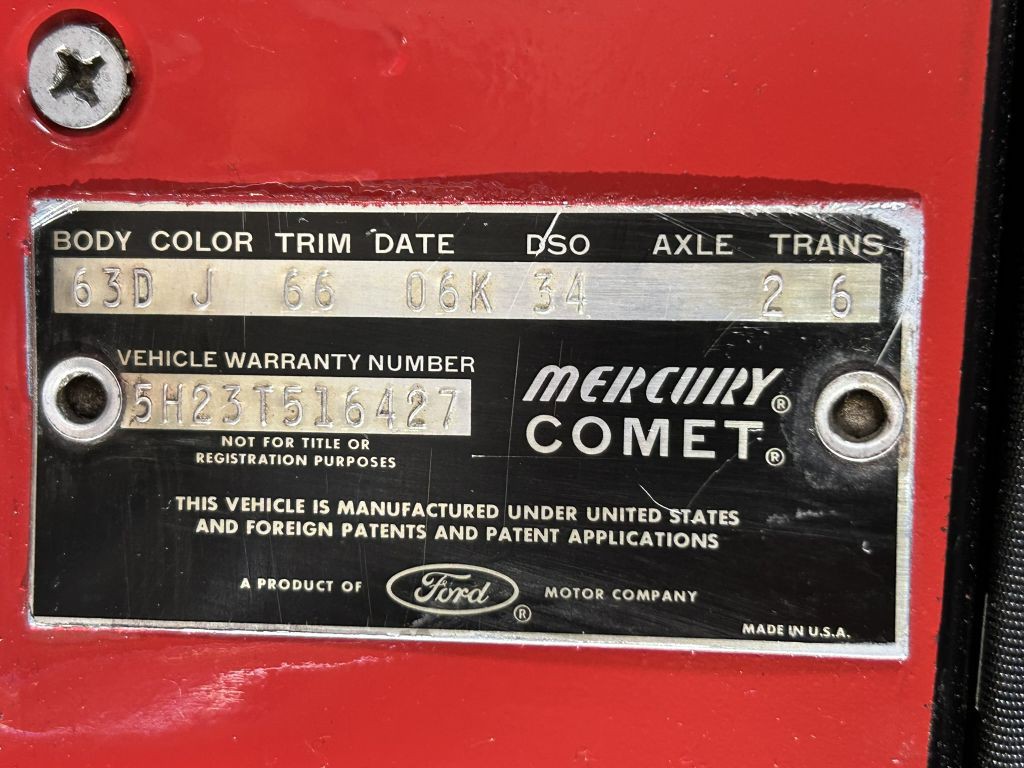 BODY COLOR TRIM DATE DSO AXLE TRANS
63D J 66 06K 34 2 6
VEHICLE WARRANTY NUMBER
5H23T516427
NOT FOR TITLE OR
REGISTRATION PURPOSES
MERCURY®
COMET®
THIS VEHICLE IS MANUFACTURED UNDER UNITED STATES
AND FOREIGN PATENTS AND PATENT APPLICATIONS
A PRODUCT OF Ford® MOTOR COMPANY
MADE IN U.S.A.